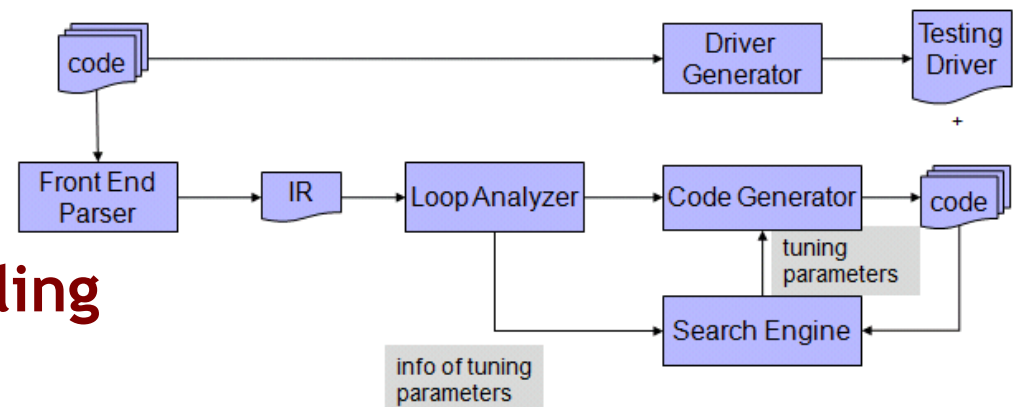 code
Driver
Generator
Testing
Driver
+
Front End
Parser
IR
Loop Analyzer
Code Generator
code
tuning
parameters
ling
Search Engine
info of tuning
parameters